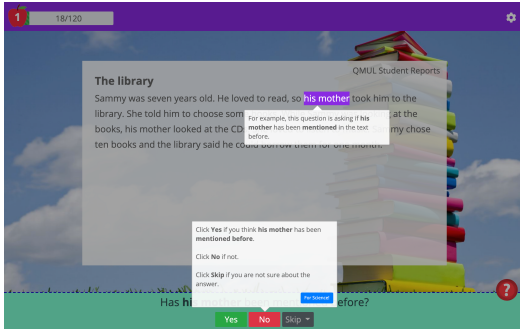 1 18/120
QMUL Student Reports
The library
Sammy was seven years old. He loved to read, so his mother took him to the
library. She told him to choose som at the
books, his mother looked at the CD my chose
ten books and the library said he could borrow them for one month.
For example, this question is asking if his
mother has been mentioned in the text
before.
Click Yes if you think his mother has been
mentioned before.
Click No if not.
Click Skip if you are not sure about the
answer.
For Science!
?
Has his mother been efore?
Yes No Skip